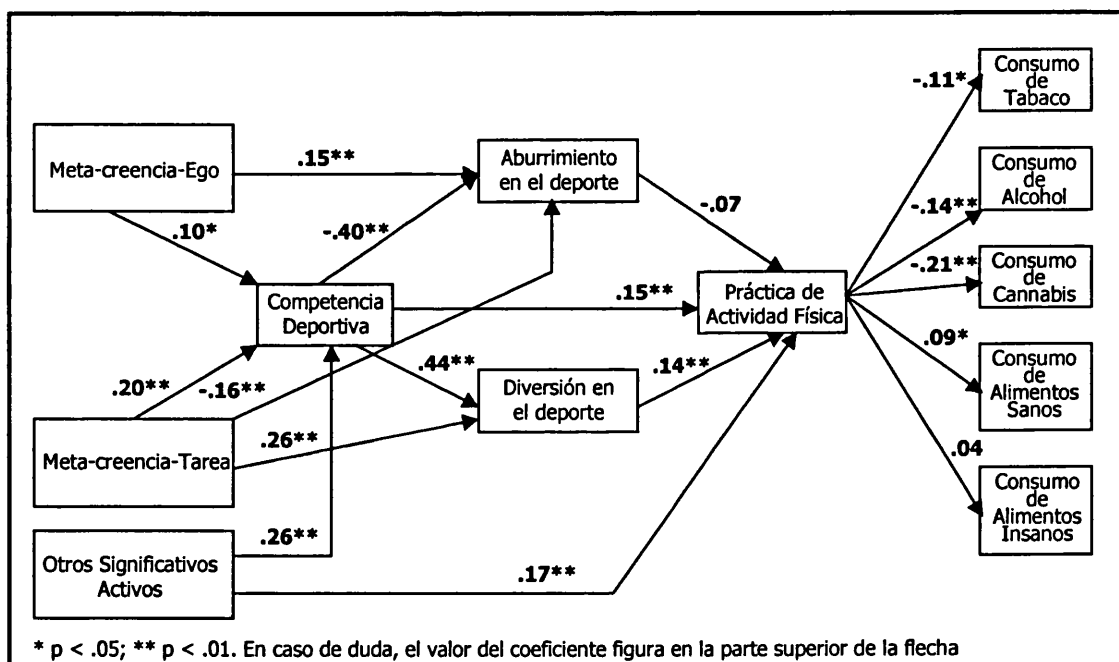 Meta-creencia-Ego
.15**
.10*
Aburrimiento
en el deporte
-.40**
-.07
Competencia
Deportiva
.15**
Práctica de
Actividad Física
.20**
-.16**
.44**
Diversión en
el deporte
.14**
Meta-creencia-Tarea
.26**
Otros Significativos
Activos
.26**
.17**
-.11*
Consumo
de
Tabaco
-.14**
Consumo
de
Alcohol
-.21**
Consumo
de
Cannabis
.09*
Consumo de
Alimentos
Sanos
.04
Consumo
de
Alimentos
Insanos
* p < .05; ** p < .01. En caso de duda, el valor del coeficiente figura en la parte superior de la flecha